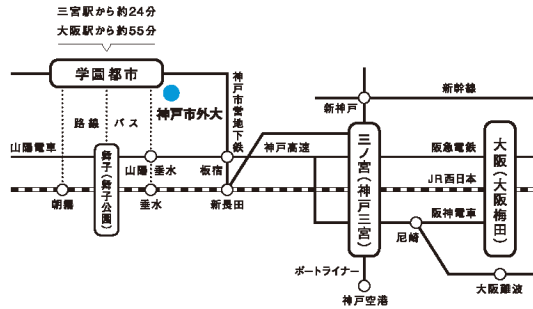 三宮駅から約24分
大阪駅から約55分
学園都市
神戸市外大
神戸市営地下鉄
新幹線
新神戸
路線 バス
山陽電車
山陽 垂水
板宿
神戸高速
阪急電鉄
JR西日本
阪神電車
舞子(舞子公園)
三ノ宮(神戸三宮)
大阪(大阪梅田)
朝霧
垂水
新長田
尼崎
ポートライナー
神戸空港
大阪難波